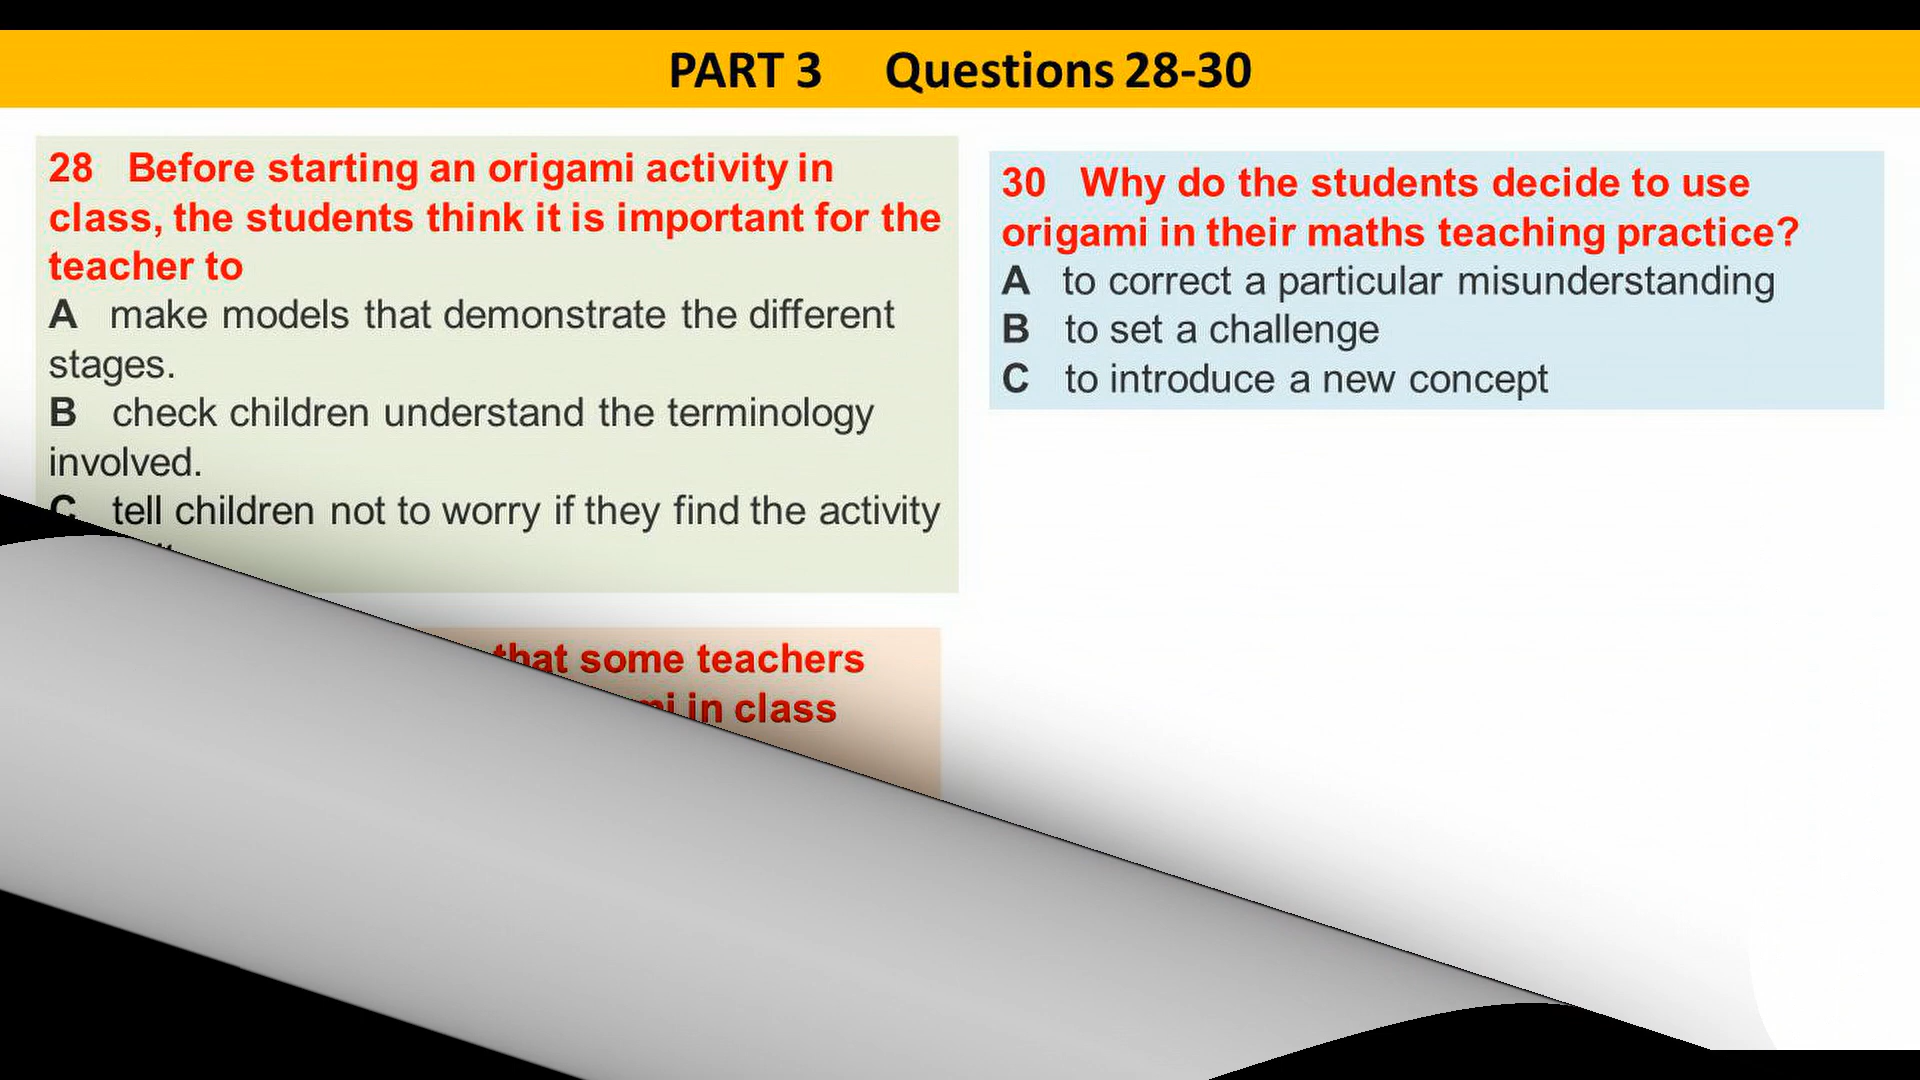 PART 3 Questions 28-30
28 Before starting an origami activity in
class, the students think it is important for the
teacher to
A make models that demonstrate the different
stages.
B check children understand the terminology
involved.
C tell children not to worry if they find the activity
that some teachers
in class
30 Why do the students decide to use
origami in their maths teaching practice?
A to correct a particular misunderstanding
B to set a challenge
C to introduce a new concept